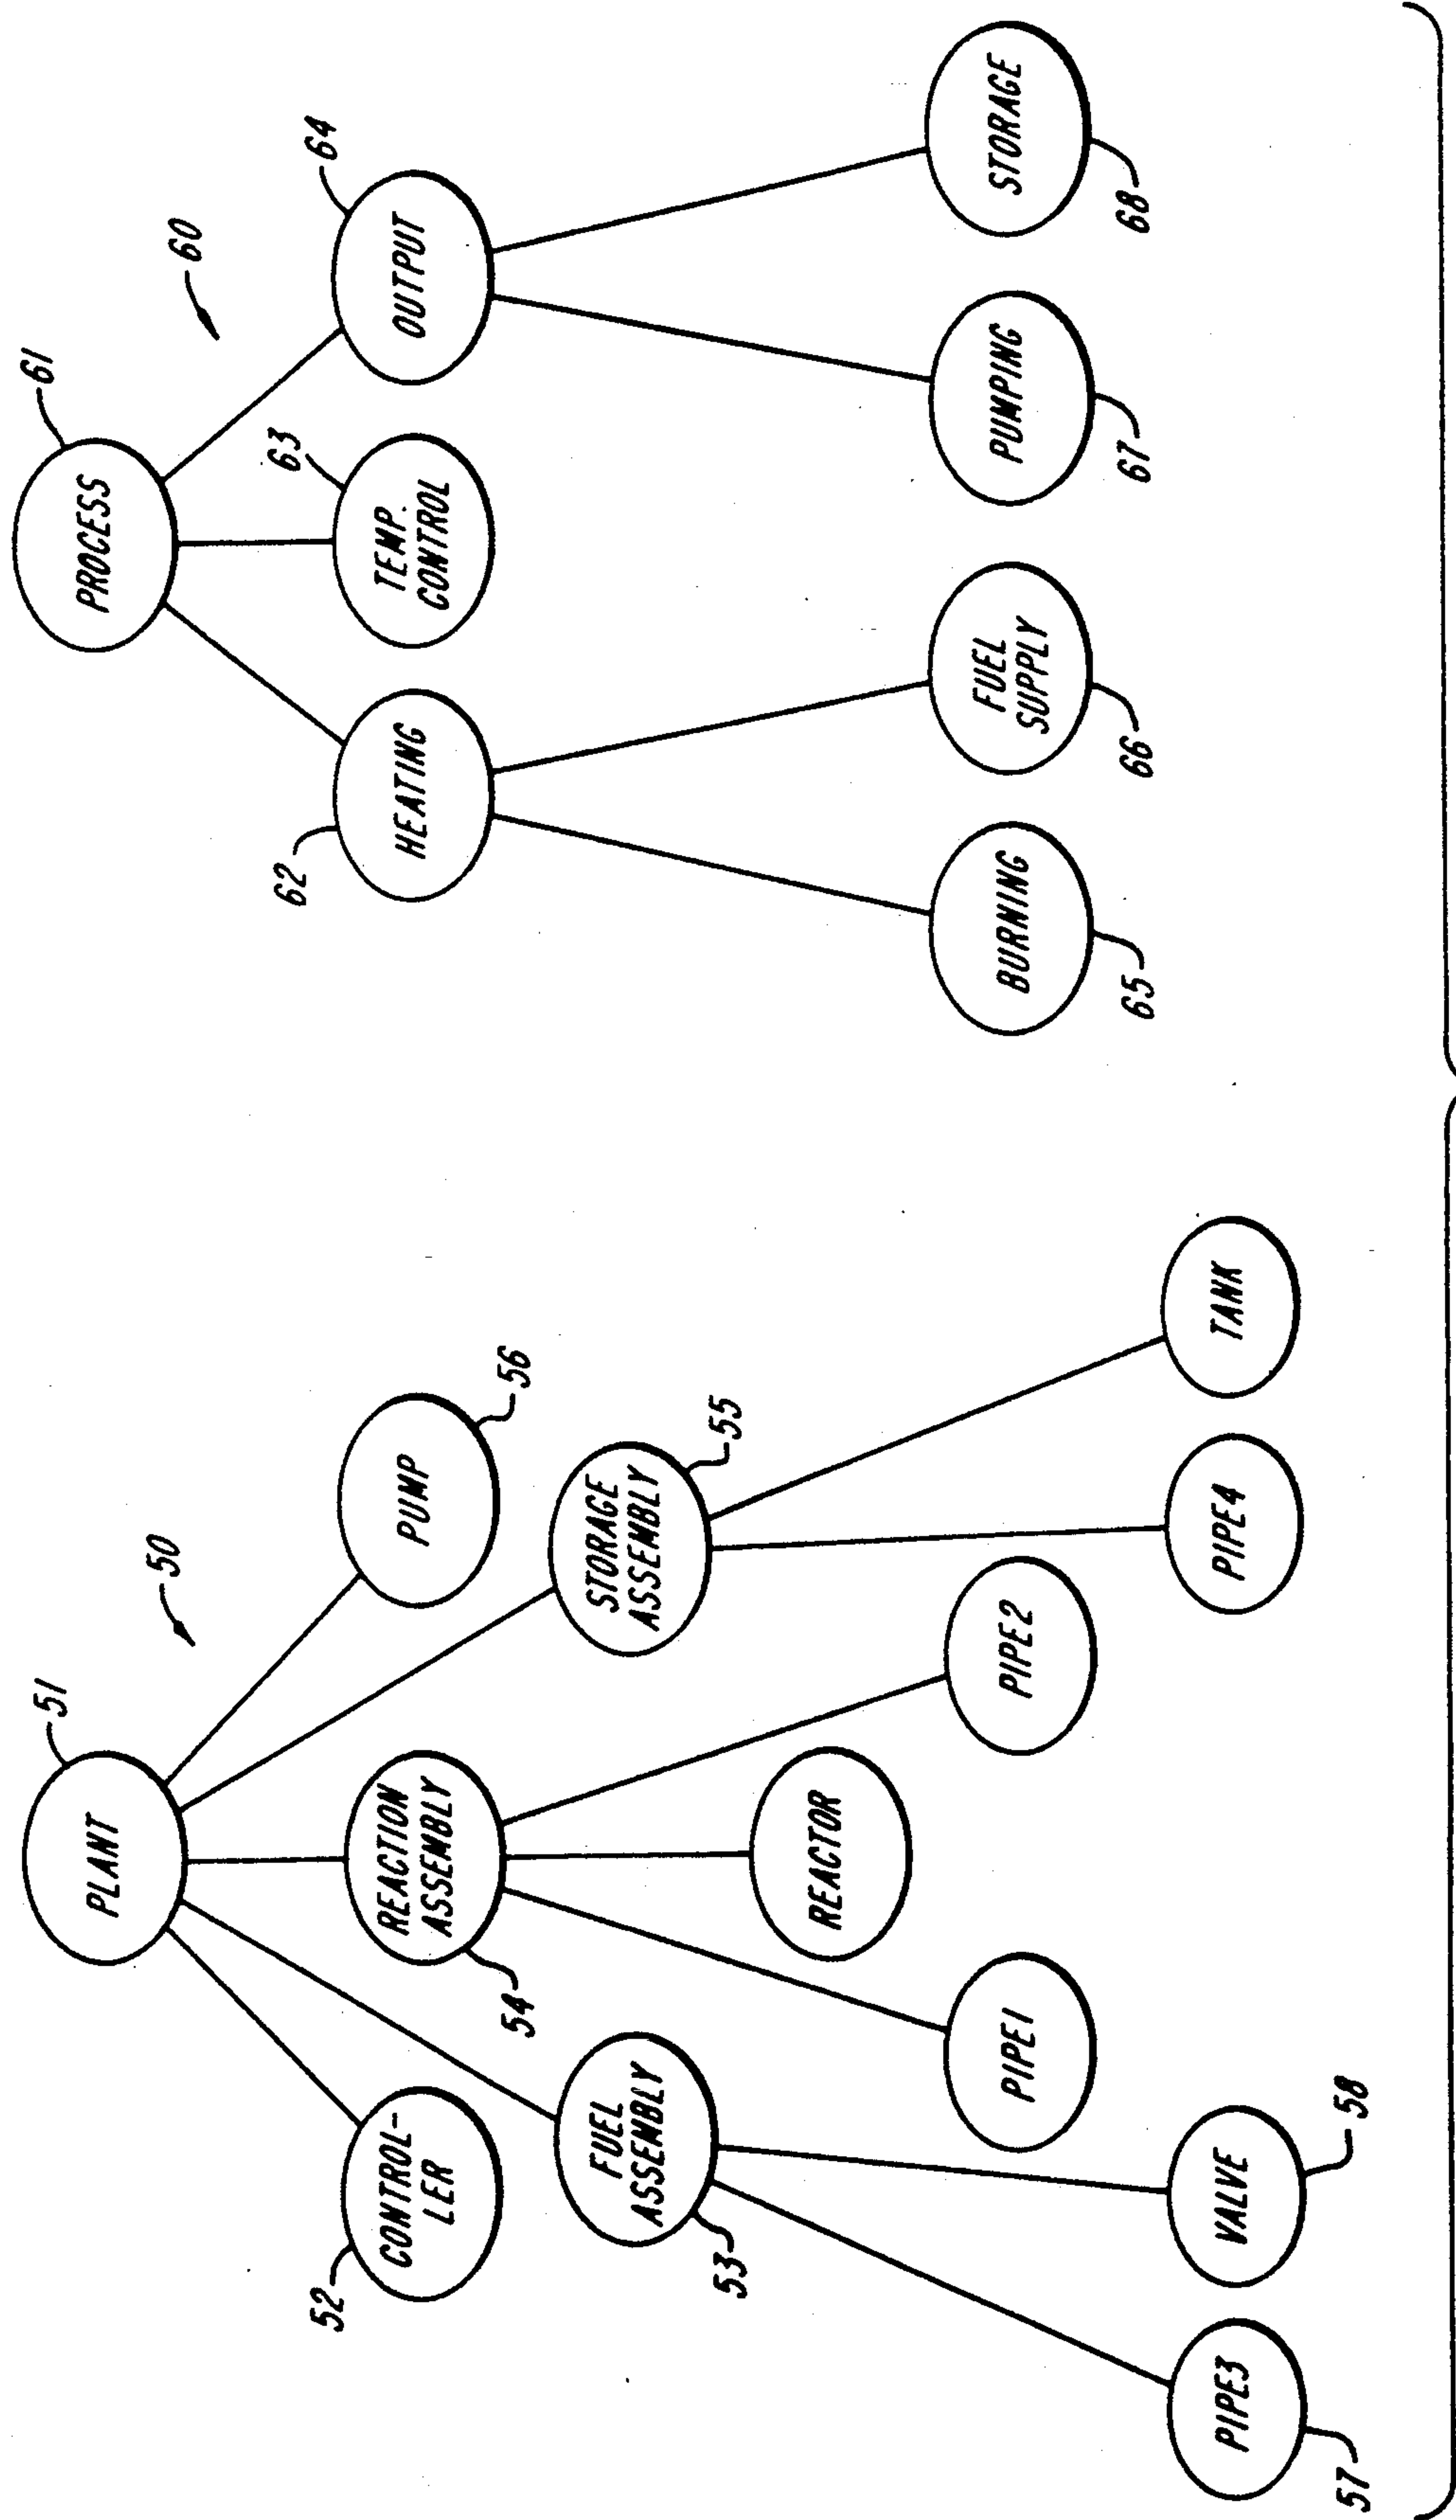 51
PLANT
50
52
CONTROL-
LER
REACTION
ASSEMBLY
54
PUMP
56
53
FUEL
ASSEMBLY
STORAGE
ASSEMBLY
55
REACTOR
PIPE1
PIPE2
57
PIPE3
VALVE
58
PIPE4
TANK
61
PROCESS
60
62
HEATING
63
TEMP
CONTROL
64
OUTPUT
65
BURNING
66
FUEL
SUPPLY
67
PUMPING
68
STORAGE